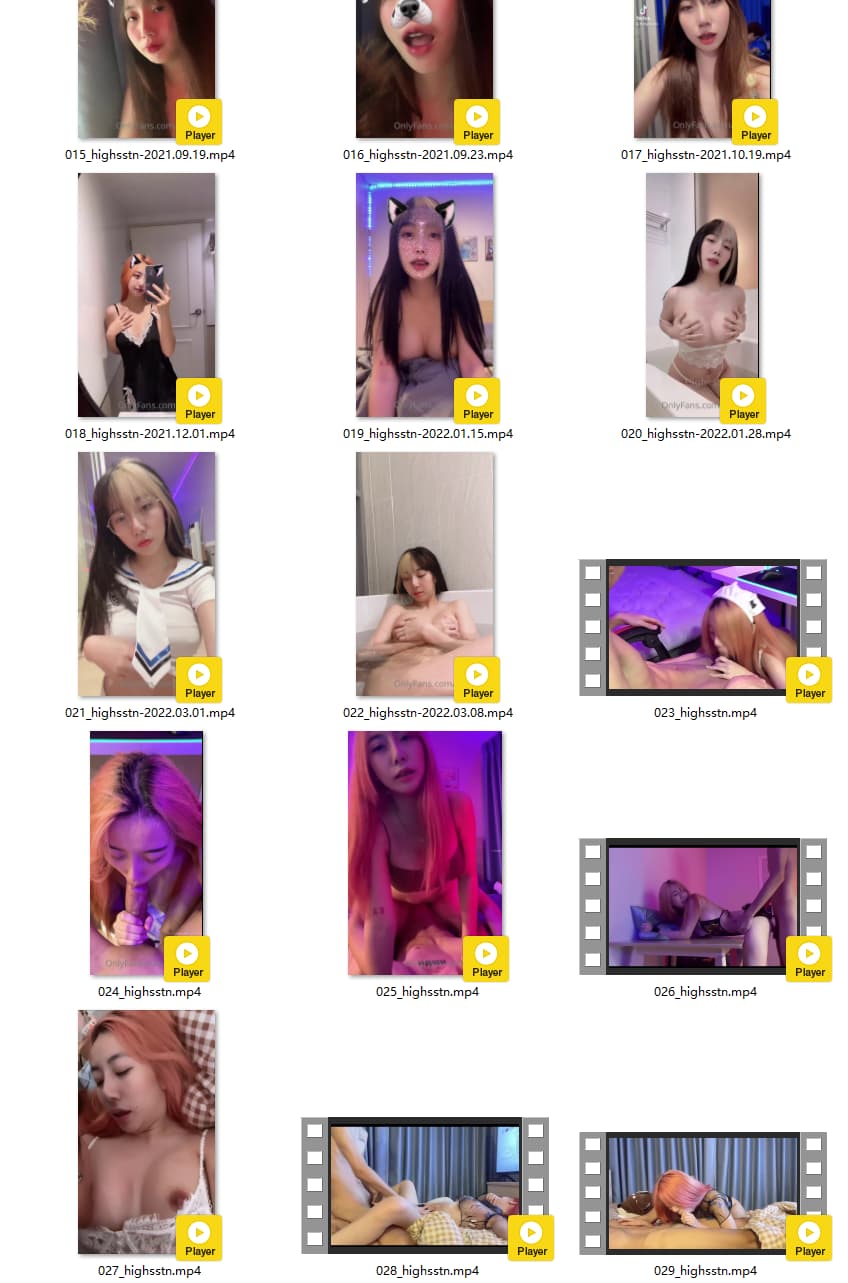 OnlyFans.com
Player
OnlyFans.com
Player
OnlyFans.com
Player
015_highsstn-2021.09.19.mp4
016_highsstn-2021.09.23.mp4
017_highsstn-2021.10.19.mp4
OnlyFans.com
Player
OnlyFans.com
Player
OnlyFans.com
Player
018_highsstn-2021.12.01.mp4
019_highsstn-2022.01.15.mp4
020_highsstn-2022.01.28.mp4
Player
OnlyFans.com
Player
Player
021_highsstn-2022.03.01.mp4
022_highsstn-2022.03.08.mp4
023_highsstn.mp4
Player
Player
Player
024_highsstn.mp4
025_highsstn.mp4
026_highsstn.mp4
Player
Player
Player
027_highsstn.mp4
028_highsstn.mp4
029_highsstn.mp4